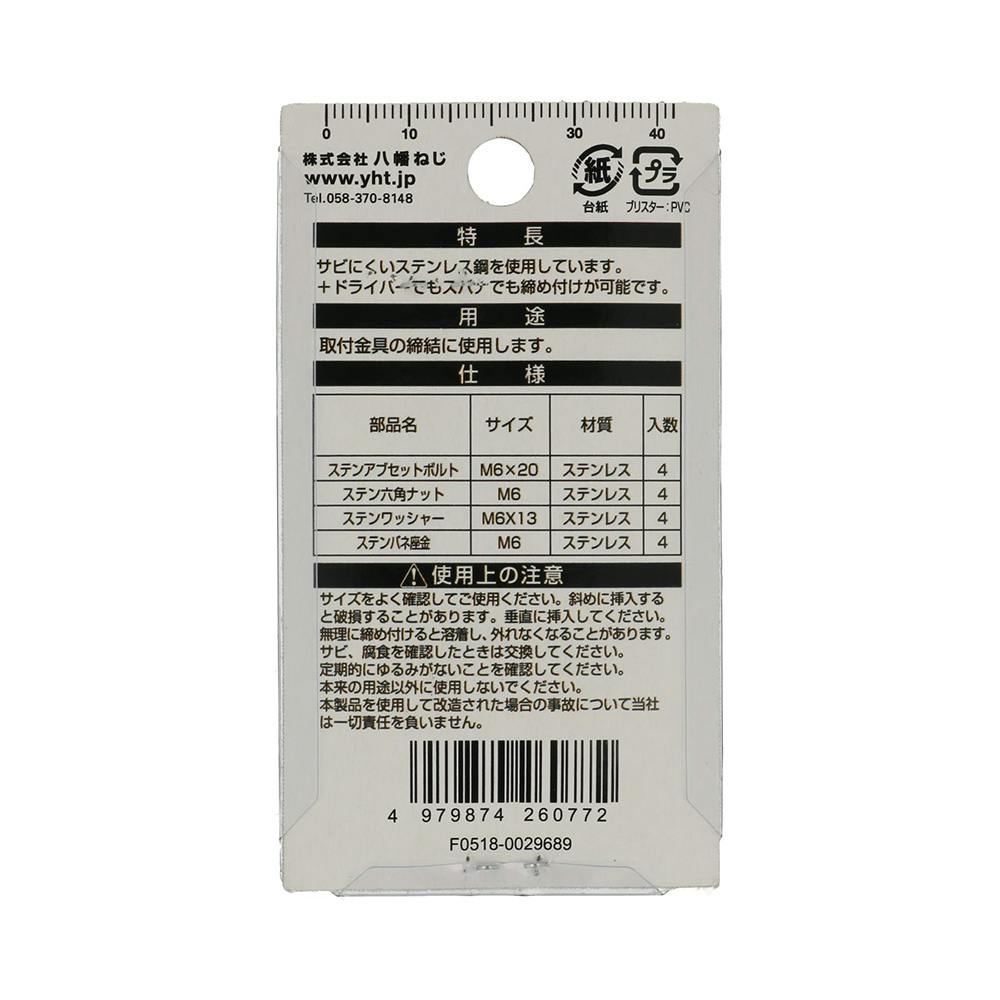 0 10 30 40
株式会社 八幡ねじ
www.yht.jp
Tel.058-370-8148
紙
台紙
プラ
ブリスター:PVC
特 長
サビにくいステンレス鋼を使用しています。
+ドライバーでもスパナでも締め付けが可能です。
用 途
取付金具の締結に使用します。
仕 様
部品名 サイズ 材質 入数
ステンアプセットボルト M6×20 ステンレス 4
ステン六角ナット M6 ステンレス 4
ステンワッシャー M6X13 ステンレス 4
ステンバネ座金 M6 ステンレス 4
使用上の注意
サイズをよく確認してご使用ください。斜めに挿入する
と破損することがあります。垂直に挿入してください。
無理に締め付けると溶着し、外れなくなることがあります。
サビ、腐食を確認したときは交換してください。
定期的にゆるみがないことを確認してください。
本来の用途以外に使用しないでください。
本製品を使用して改造された場合の事故について当社
は一切責任を負いません。
4 979874 260772
F0518-0029689